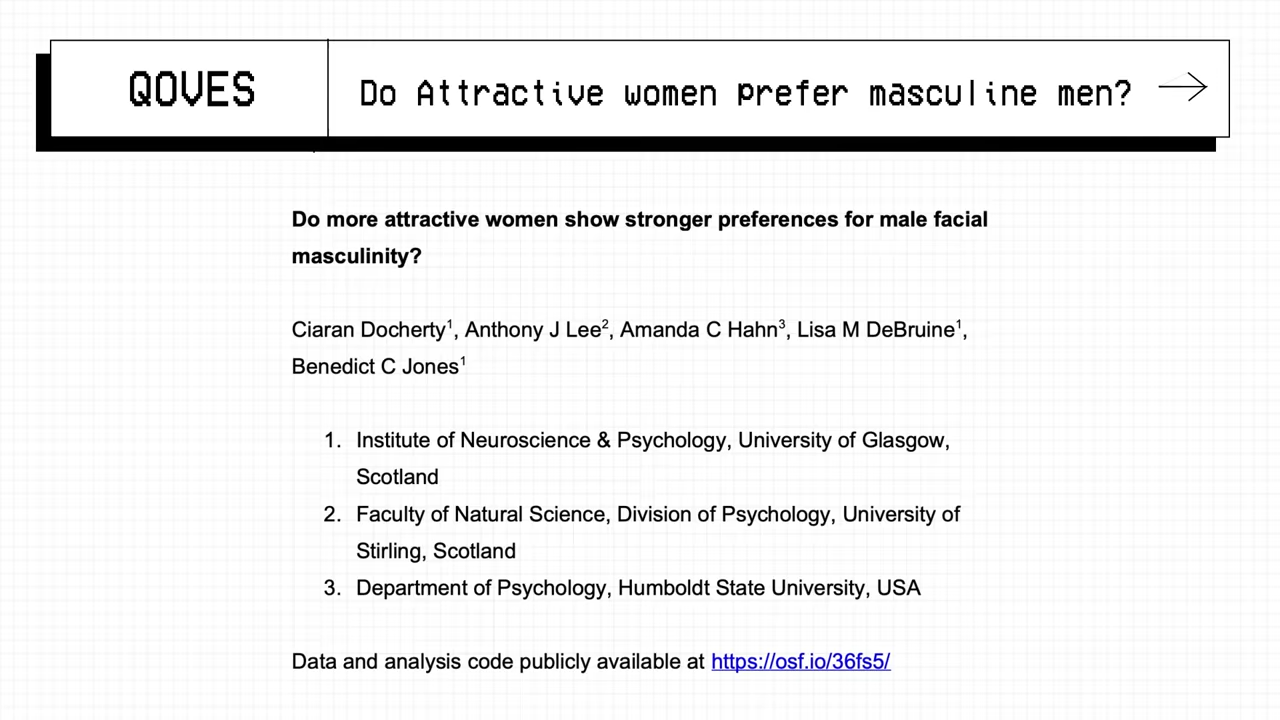 QOVES
Do Attractive women prefer masculine men?
Do more attractive women show stronger preferences for male facial
masculinity?
Ciaran Docherty¹, Anthony J Lee², Amanda C Hahn³, Lisa M DeBruine¹,
Benedict C Jones¹
1. Institute of Neuroscience & Psychology, University of Glasgow,
Scotland
2. Faculty of Natural Science, Division of Psychology, University of
Stirling, Scotland
3. Department of Psychology, Humboldt State University, USA
Data and analysis code publicly available at https://osf.io/36fs5/